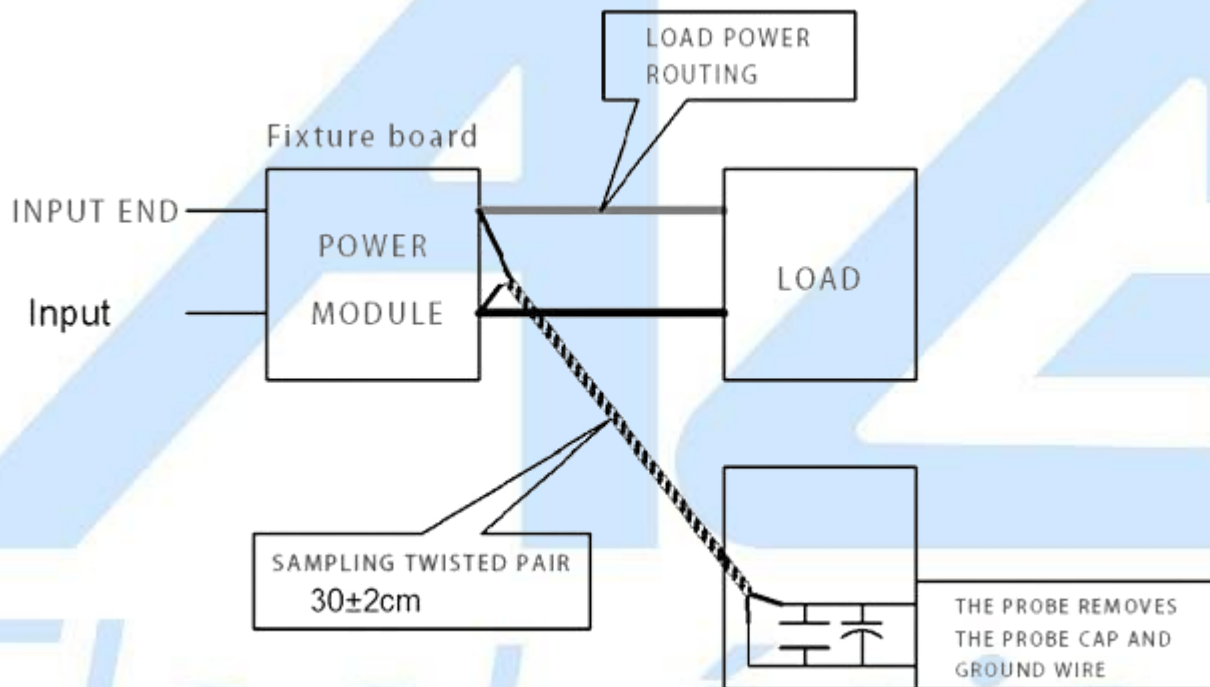 LOAD POWER
ROUTING
Fixture board
INPUT END
POWER
MODULE
Input
LOAD
SAMPLING TWISTED PAIR
30±2cm
THE PROBE REMOVES
THE PROBE CAP AND
GROUND WIRE